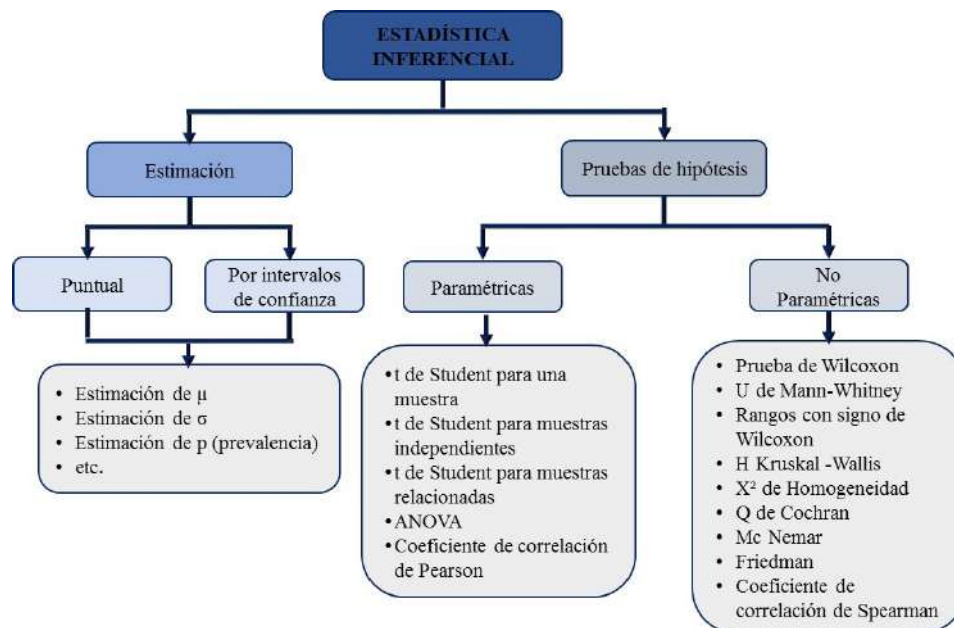 ESTADÍSTICA
INFERENCIAL
Estimación
Pruebas de hipótesis
Puntual
Por intervalos
de confianza
Paramétricas
No
Paramétricas
• Estimación de μ
• Estimación de σ
• Estimación de p (prevalencia)
• etc.
• t de Student para una
muestra
• t de Student para muestras
independientes
• t de Student para muestras
relacionadas
• ANOVA
• Coeficiente de correlación
de Pearson
• Prueba de Wilcoxon
• U de Mann-Whitney
• Rangos con signo de
Wilcoxon
• H Kruskal -Wallis
• X² de Homogeneidad
• Q de Cochran
• Mc Nemar
• Friedman
• Coeficiente de
correlación de Spearman